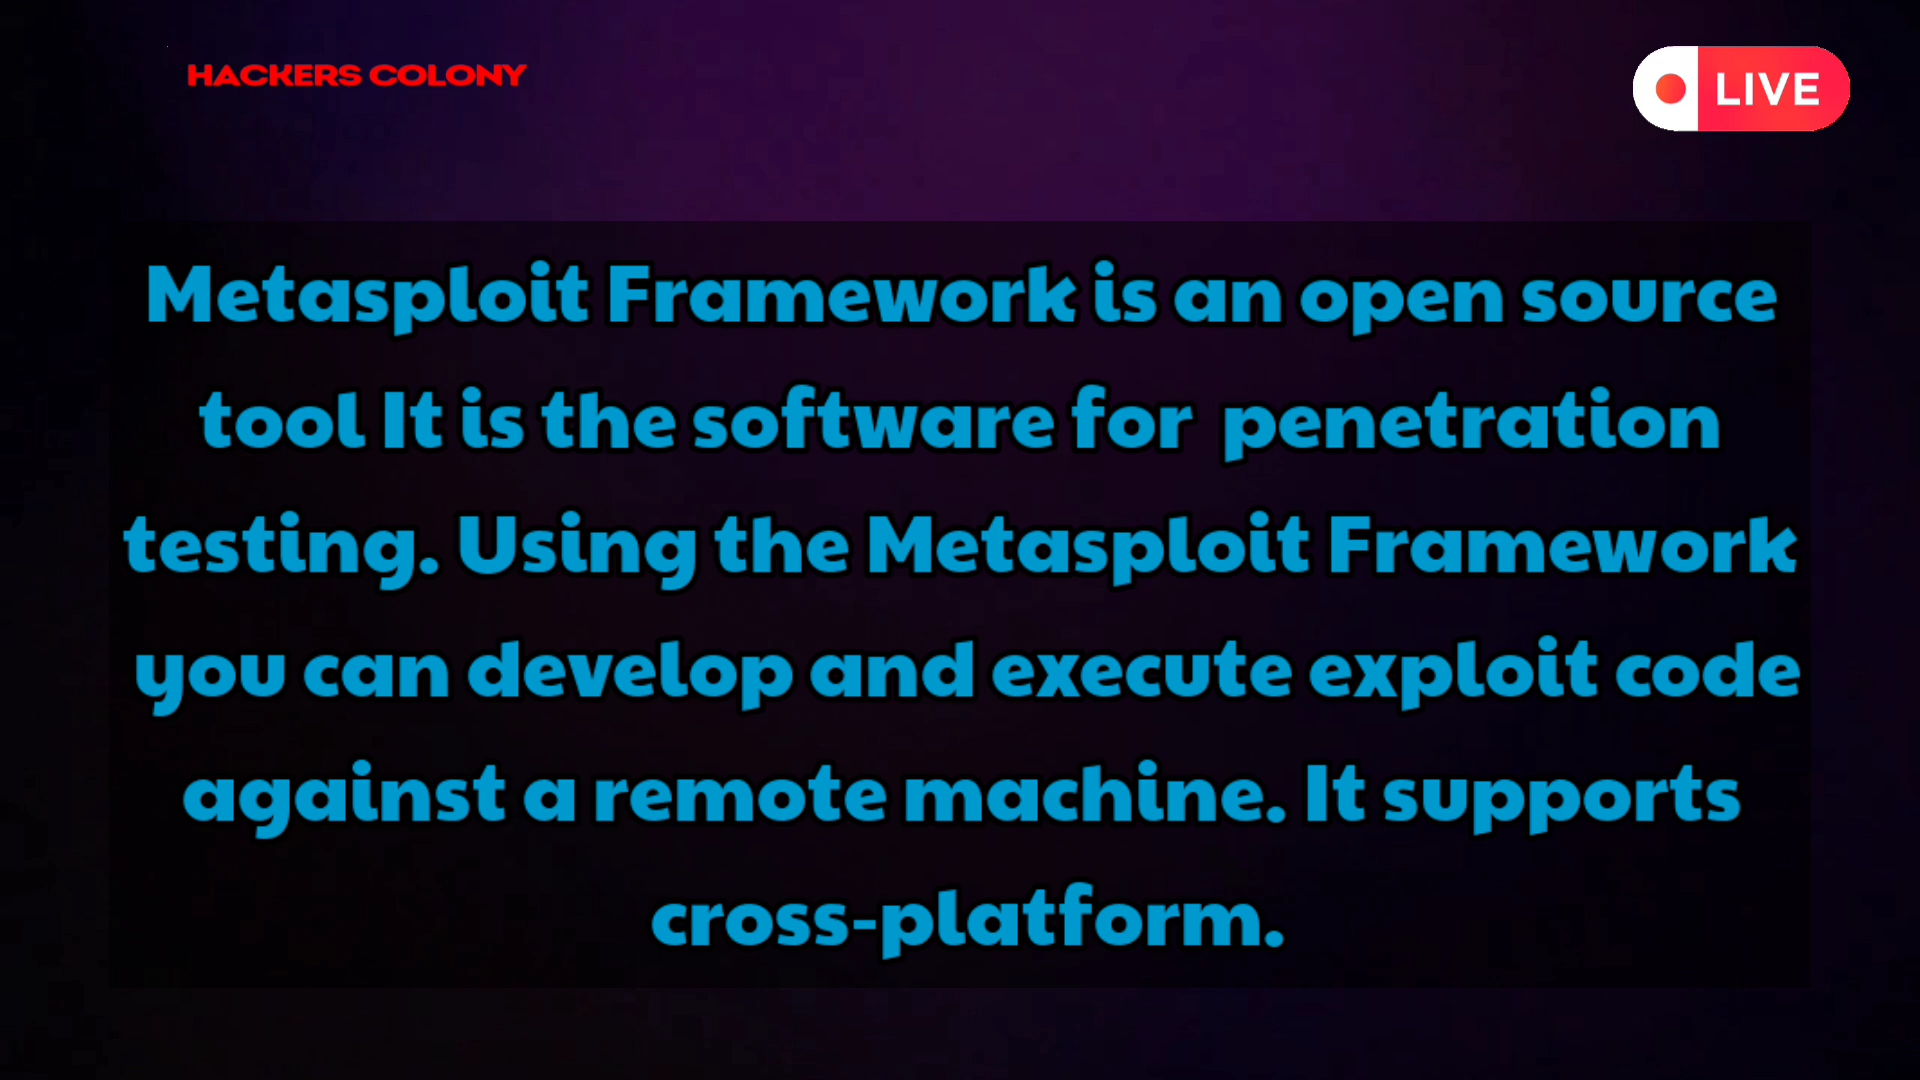 HACKERS COLONY
LIVE
Metasploit Framework is an open source
tool It is the software for penetration
testing. Using the Metasploit Framework
you can develop and execute exploit code
against a remote machine. It supports
cross-platform.